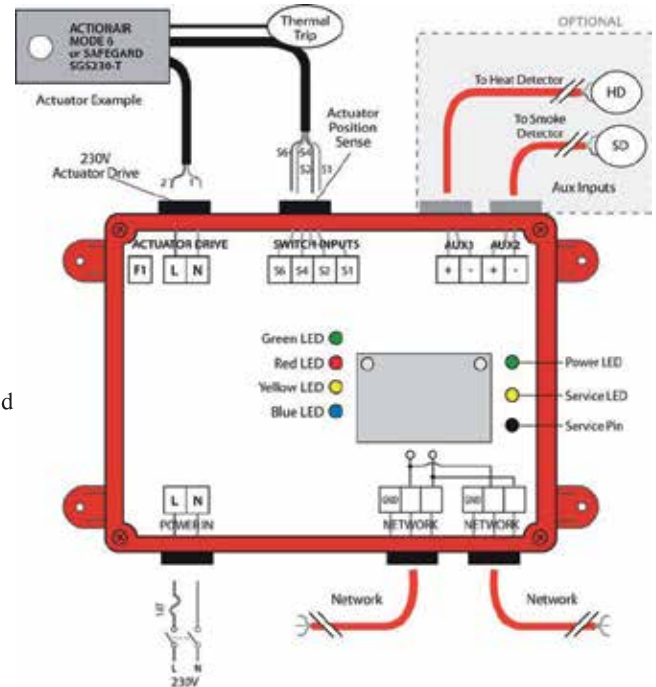 ACTIONAIR
MODE 6
or SAFEGARD
SGS230-T
Thermal
Trip
OPTIONAL
Actuator Example
To Heat Detector
HD
To Smoke
Detector
SD
Aux Inputs
230V
Actuator Drive
2
1
Actuator
Position
Sense
S6
S4
S2
S1
ACTUATOR DRIVE
SWITCH INPUTS
AUX1
AUX2
F1
L
N
S6
S4
S2
S1
+
-
+
-
Green LED
Red LED
Yellow LED
Blue LED
Power LED
Service LED
Service Pin
d
L
N
POWER IN
GND
NETWORK
GND
NETWORK
Network
Network
L
N
230V